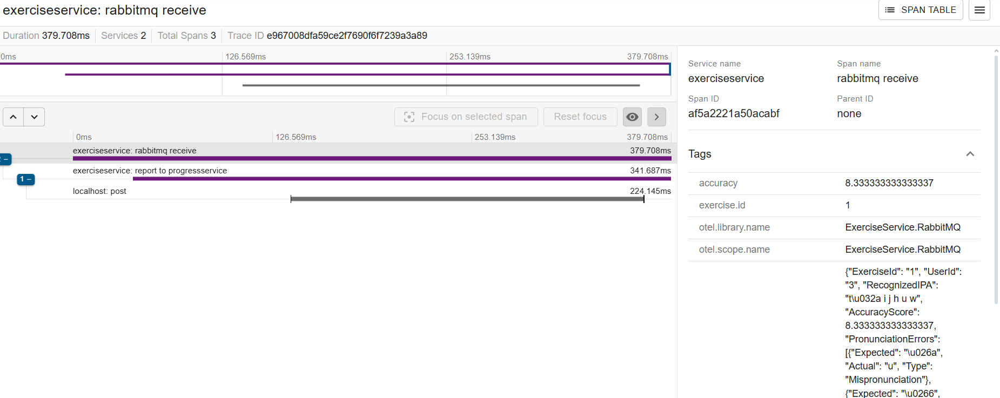 exerciseservice: rabbitmq receive
SPAN TABLE
Duration 379.708ms Services 2 Total Spans 3 Trace ID e967008dfa59ce2f7690f6f7239a3a89
0ms 126.569ms 253.139ms 379.708ms
Focus on selected span Reset focus
0ms 126.569ms 253.139ms 379.708ms
exerciseservice: rabbitmq receive 379.708ms
exerciseservice: report to progressservice 341.687ms
1 −
localhost: post 224.145ms
Service name Span name
exerciseservice rabbitmq receive
Span ID Parent ID
af5a2221a50acabf none
Tags
accuracy 8.333333333333337
exercise.id 1
otel.library.name ExerciseService.RabbitMQ
otel.scope.name ExerciseService.RabbitMQ
{"ExerciseId": "1", "UserId":
"3", "RecognizedIPA":
"t\u032a i j h u w",
"AccuracyScore":
8.333333333333337,
"PronunciationErrors":
[{"Expected": "\u026a",
"Actual": "u", "Type":
"Mispronunciation"},
{"Expected": "\u0266",